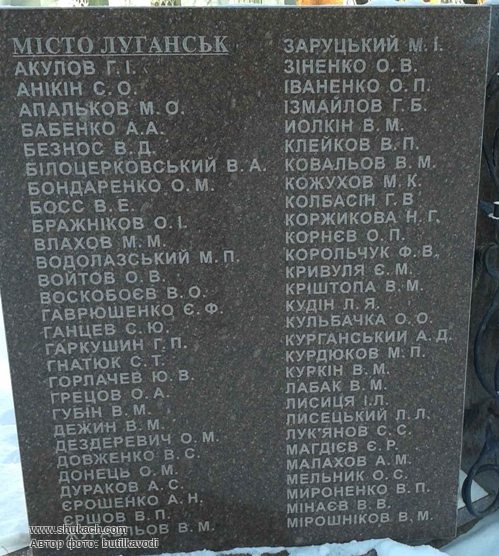 МІСТО ЛУГАНСЬК
АКУЛОВ Г. І.
АНІКІН С. О.
АПАЛЬКОВ М. О.
БАБЕНКО А.А.
БЕЗНОС В. Д.
БІЛОЦЕРКОВСЬКИЙ В. А.
БОНДАРЕНКО О. М.
БОСС В. Е.
БРАЖНІКОВ О. І.
ВЛАХОВ М. М.
ВОДОЛАЗСЬКИЙ М. П.
ВОЙТОВ О. В.
ВОСКОБОЄВ В. О.
ГАВРЮШЕНКО Є. Ф.
ГАНЦЕВ С. Ю.
ГАРКУШИН Г. П.
ГНАТЮК С. Т.
ГОРЛАЧЕВ Ю. В.
ГРЕЦОВ О. А.
ГУБІН В. М.
ДЕЖИН В. М.
ДЕЗДЕРЕВИЧ О. М.
ДОВЖЕНКО В. С.
ДОНЕЦЬ О. М.
ДУРАКОВ А. С.
ЄРОШЕНКО А. Н.
ЄРШОВ В. П.
В. М.
ЗАРУЦЬКИЙ М. І.
ЗІНЕНКО О. В.
ІВАНЕНКО О. П.
ІЗМАЙЛОВ Г. Б.
ИОЛКІН В. М.
КЛЕЙКОВ В. П.
КОВАЛЬОВ В. М.
КОЖУХОВ М. К.
КОЛБАСІН Г. В
КОРЖИКОВА Н. Г.
КОРНЄВ О. П.
КОРОЛЬЧУК Ф. В.
КРИВУЛЯ Є. М.
КРІШТОПА В. М.
КУДІН Л. Я.
КУЛЬБАЧКА О. О.
КУРГАНСЬКИЙ А. Д.
КУРДЮКОВ М. П.
КУРКІН В. М.
ЛАБАК В. М.
ЛИСИЦЯ І.Л.
ЛИСЕЦЬКИЙ Л. Л.
ЛУК'ЯНОВ С. С.
МАГДІЄВ Є. Р.
МАЛАХОВ А. М.
МЕЛЬНИК О. С.
МИРОНЕНКО В. П.
МІНАЄВ В. В.
МІРОШНІКОВ В. М.
www.shukach.com
Автор фото: butilkavodi